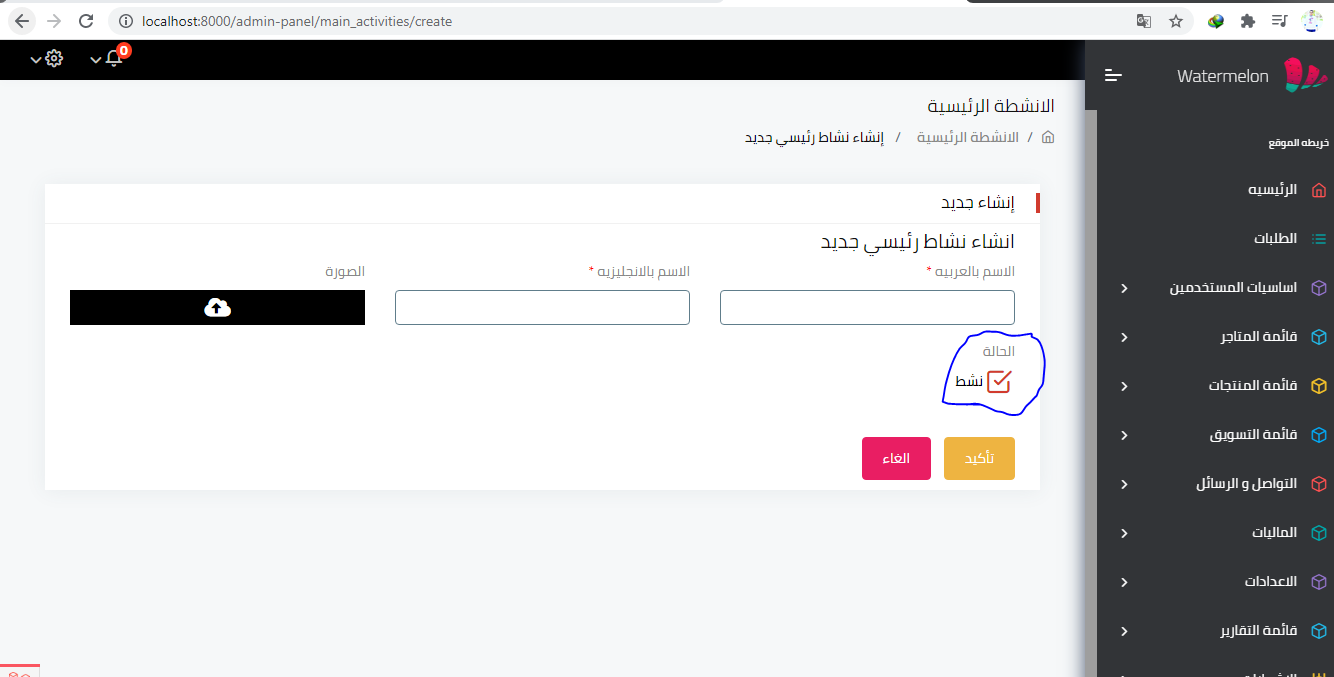 localhost:8000/admin-panel/main_activities/create
0
Watermelon
خريطه الموقع
الرئيسيه
الطلبات
اساسيات المستخدمين
قائمة المتاجر
قائمة المنتجات
قائمة التسويق
التواصل و الرسائل
الماليات
الاعدادات
قائمة التقارير
الانشطة الرئيسية
/ الانشطة الرئيسية / إنشاء نشاط رئيسي جديد
إنشاء جديد
انشاء نشاط رئيسي جديد
الاسم بالعربيه * الاسم بالانجليزيه * الصورة
الحالة
نشط
تأكيد الغاء